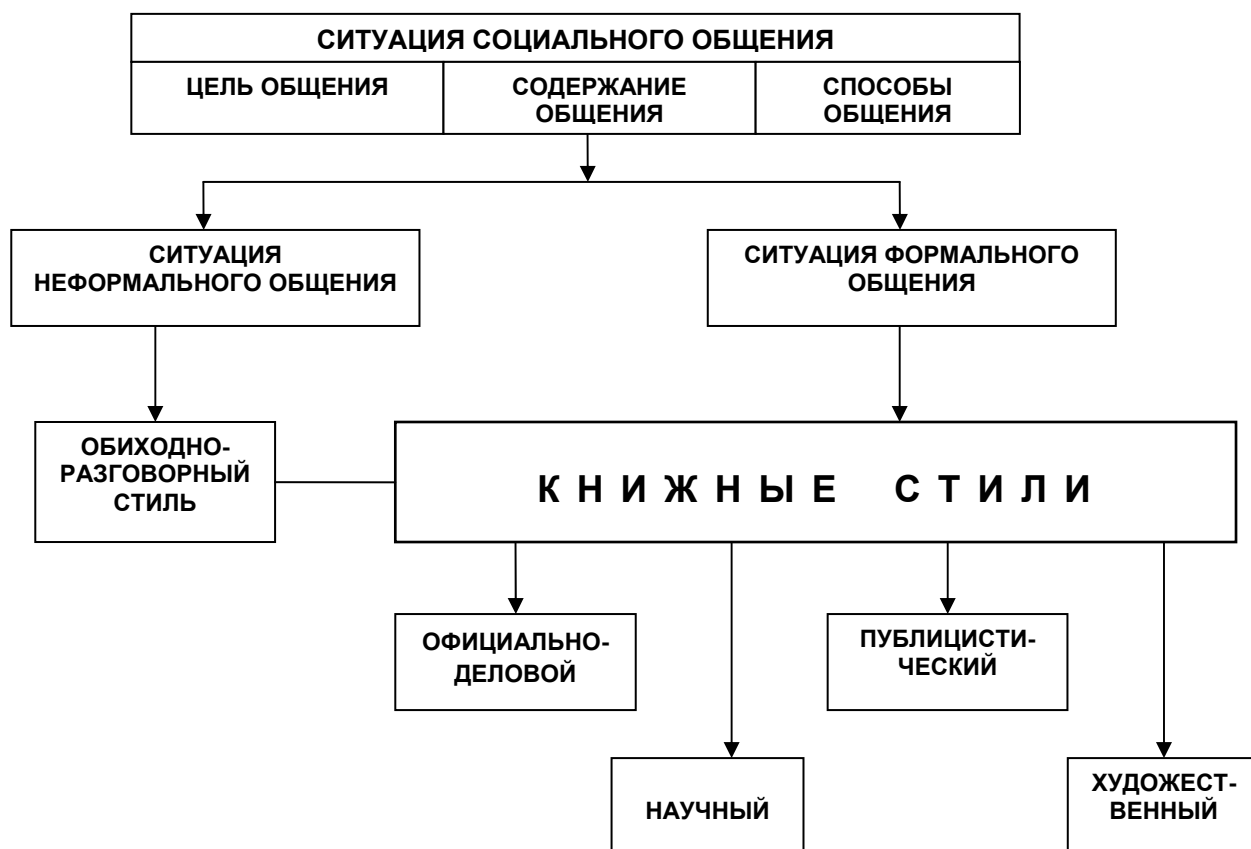 СИТУАЦИЯ СОЦИАЛЬНОГО ОБЩЕНИЯ
ЦЕЛЬ ОБЩЕНИЯ
СОДЕРЖАНИЕ
ОБЩЕНИЯ
СПОСОБЫ
ОБЩЕНИЯ
СИТУАЦИЯ
НЕФОРМАЛЬНОГО ОБЩЕНИЯ
СИТУАЦИЯ ФОРМАЛЬНОГО
ОБЩЕНИЯ
ОБИХОДНО-
РАЗГОВОРНЫЙ
СТИЛЬ
К Н И Ж Н Ы Е С Т И Л И
ОФИЦИАЛЬНО-
ДЕЛОВОЙ
ПУБЛИЦИСТИ-
ЧЕСКИЙ
НАУЧНЫЙ
ХУДОЖЕСТ-
ВЕННЫЙ